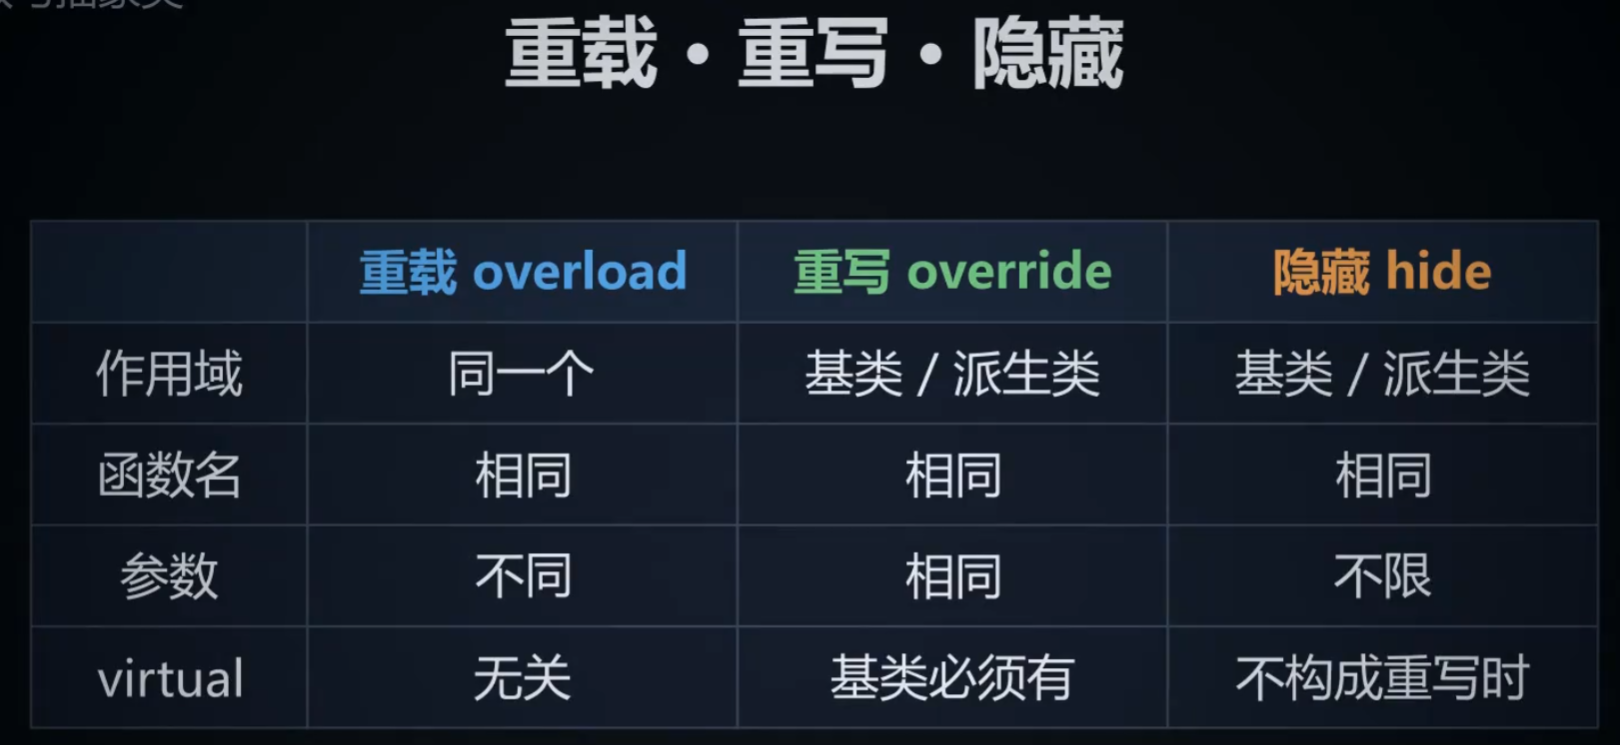 重载·重写·隐藏
重载 overload 重写 override 隐藏 hide
作用域 同一个 基类 / 派生类 基类 / 派生类
函数名 相同 相同 相同
参数 不同 相同 不限
virtual 无关 基类必须有 不构成重写时